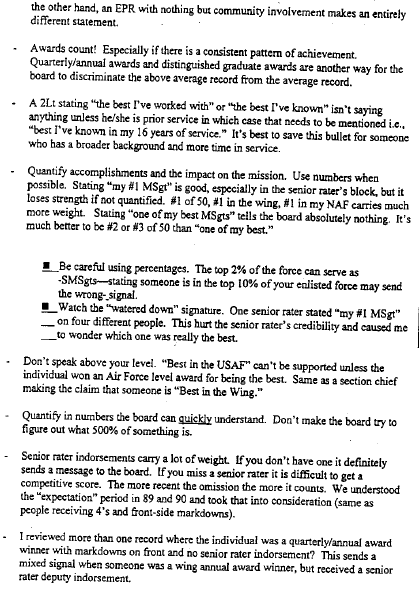 the other hand, an EPR with nothing but community involvement makes an entirely
different statement.
- Awards count! Especially if there is a consistent pattern of achievement.
Quarterly/annual awards and distinguished graduate awards are another way for the
board to discriminate the above average record from the average record.
- A 2Lt stating "the best I've worked with" or "the best I've known" isn't saying
anything unless he/she is prior service in which case that needs to be mentioned i.e.,
"best I've known in my 16 years of service." It's best to save this bullet for someone
who has a broader background and more time in service.
- Quantify accomplishments and the impact on the mission. Use numbers when
possible. Stating "my #1 MSgt" is good, especially in the senior rater's block, but it
loses strength if not quantified. #1 of 50, #1 in the wing, #1 in my NAF carries much
more weight. Stating "one of my best MSgts" tells the board absolutely nothing. It's
much better to be #2 or #3 of 50 than "one of my best."
■__Be careful using percentages. The top 2% of the force can serve as
-SMSgts—stating someone is in the top 10% of your enlisted force may send
the wrong-_signal.
■__Watch the "watered down" signature. One senior rater stated "my #1 MSgt"
___ on four different people. This hurt the senior rater's credibility and caused me
___to wonder which one was really the best.
- Don't speak above your level. "Best in the USAF" can't be supported unless the
individual won an Air Force level award for being the best. Same as a section chief
making the claim that someone is "Best in the Wing."
- Quantify in numbers the board can quickly understand. Don't make the board try to
figure out what 500% of something is.
- Senior rater indorsements carry a lot of weight. If you don't have one it definitely
sends a message to the board. If you miss a senior rater it is difficult to get a
competitive score. The more recent the omission the more it counts. We understood
the "expectation" period in 89 and 90 and took that into consideration (same as
people receiving 4's and front-side markdowns).
- I reviewed more than one record where the individual was a quarterly/annual award
winner with markdowns on front and no senior rater indorsement? This sends a
mixed signal when someone was a wing annual award winner, but received a senior
rater deputy indorsement.